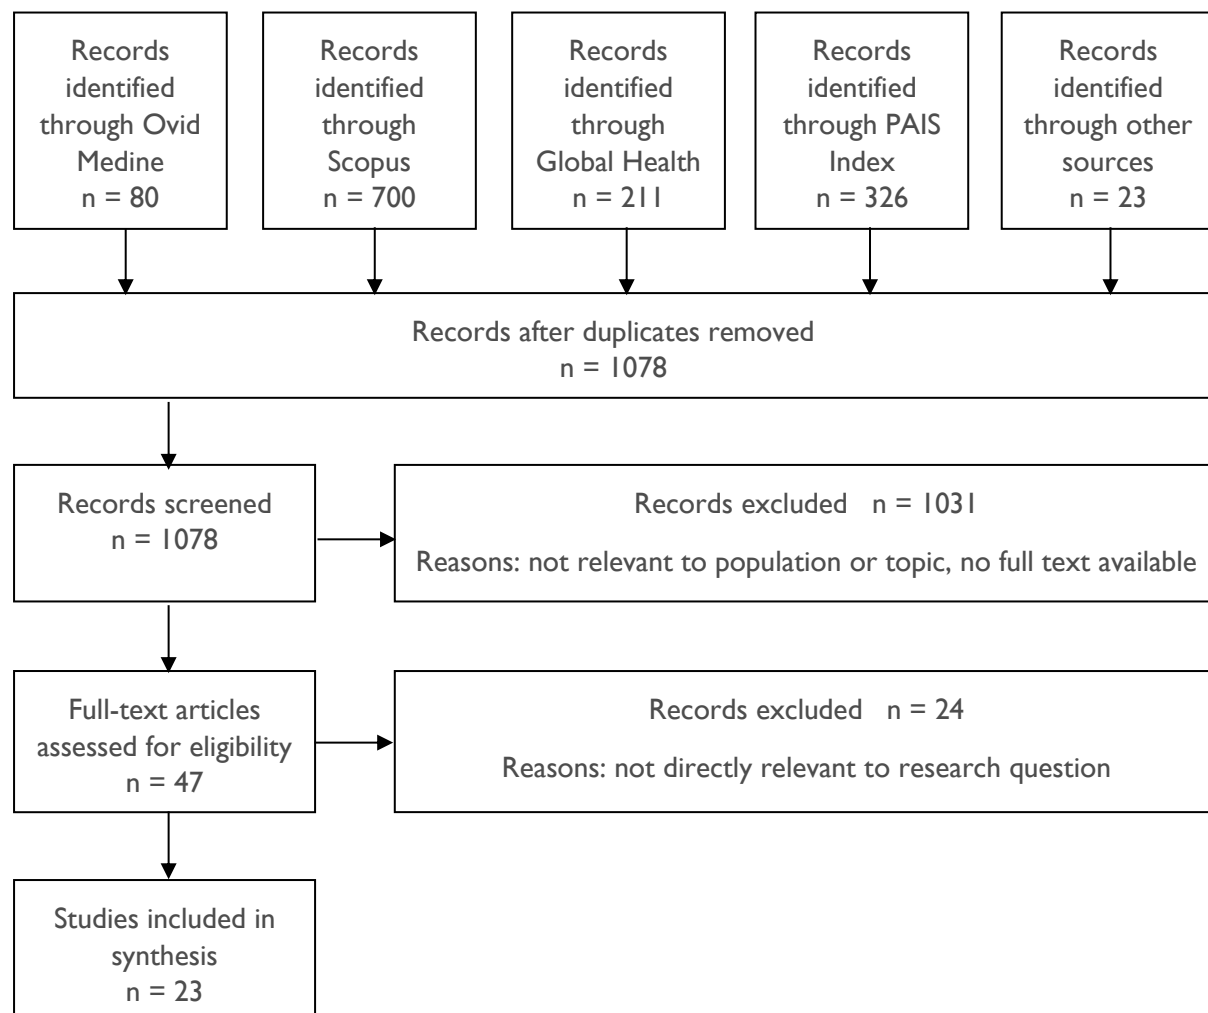 Records
identified
through Ovid
Medine
n = 80
Records
identified
through
Scopus
n = 700
Records
identified
through
Global Health
n = 211
Records
identified
through PAIS
Index
n = 326
Records
identified
through other
sources
n = 23
Records after duplicates removed
n = 1078
Records screened
n = 1078
Records excluded n = 1031
Reasons: not relevant to population or topic, no full text available
Full-text articles
assessed for eligibility
n = 47
Records excluded n = 24
Reasons: not directly relevant to research question
Studies included in
synthesis
n = 23